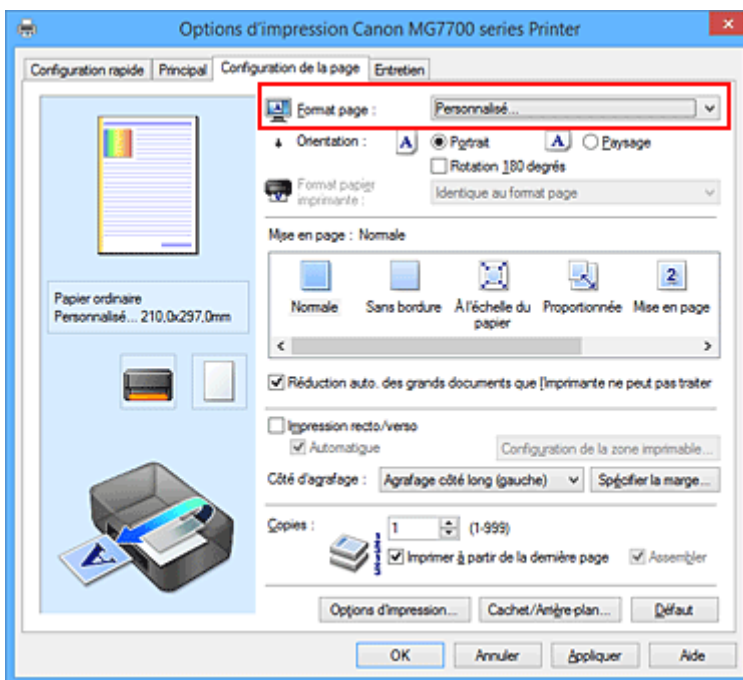 Options d'impression Canon MG7700 series Printer
Configuration rapide Principal Configuration de la page Entretien
Format page : Personnalisé...
Orientation : A Portrait A Paysage
Rotation 180 degrés
Format papier imprimante : Identique au format page
Mise en page : Normale
Normale Sans bordure À l'échelle du papier Proportionnée Mise en page
Papier ordinaire
Personnalisé... 210,0x297,0mm
Réduction auto. des grands documents que l'imprimante ne peut pas traiter
Impression recto/verso
Automatique Configuration de la zone imprimable...
Côté d'agrafage : Agrafage côté long (gauche) Spécifier la marge...
Copies : 1 (1-999)
Imprimer à partir de la dernière page Assembler
Options d'impression... Cachet/Arrière-plan... Défaut
OK Annuler Appliquer Aide